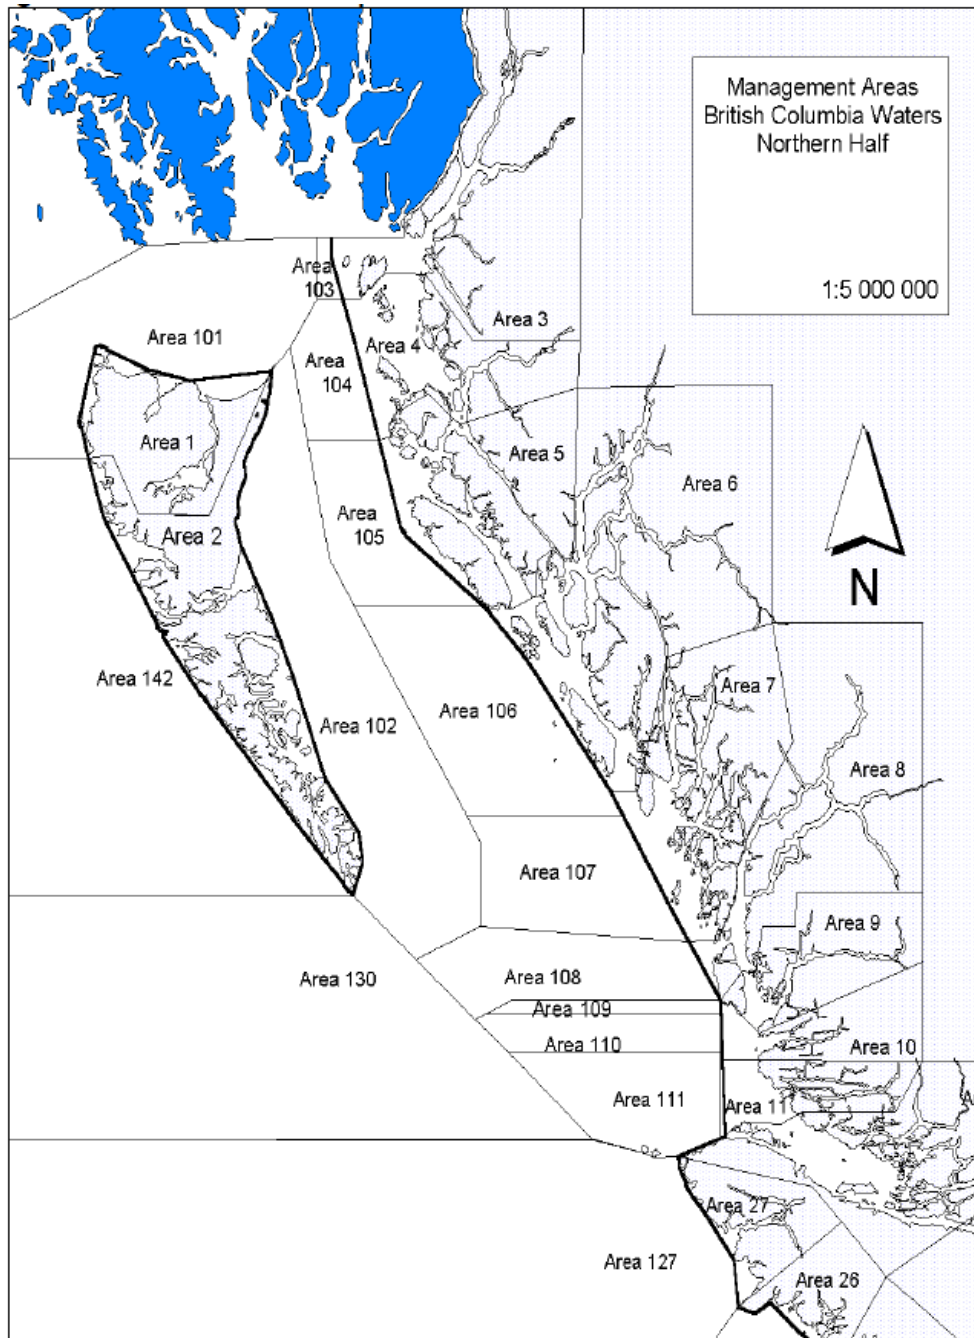 Management Areas
British Columbia Waters
Northern Half
1:5 000 000
Area
103
Area 3
Area 101
Area 4
Area
104
Area 1
Area 5
Area 6
Area
105
Area 2
N
Area 142
Area 7
Area 106
Area 102
Area 8
Area 107
Area 9
Area 130
Area 108
Area 109
Area 110
Area 10
Area 111
Area 11
Area 27
Area 127
Area 26